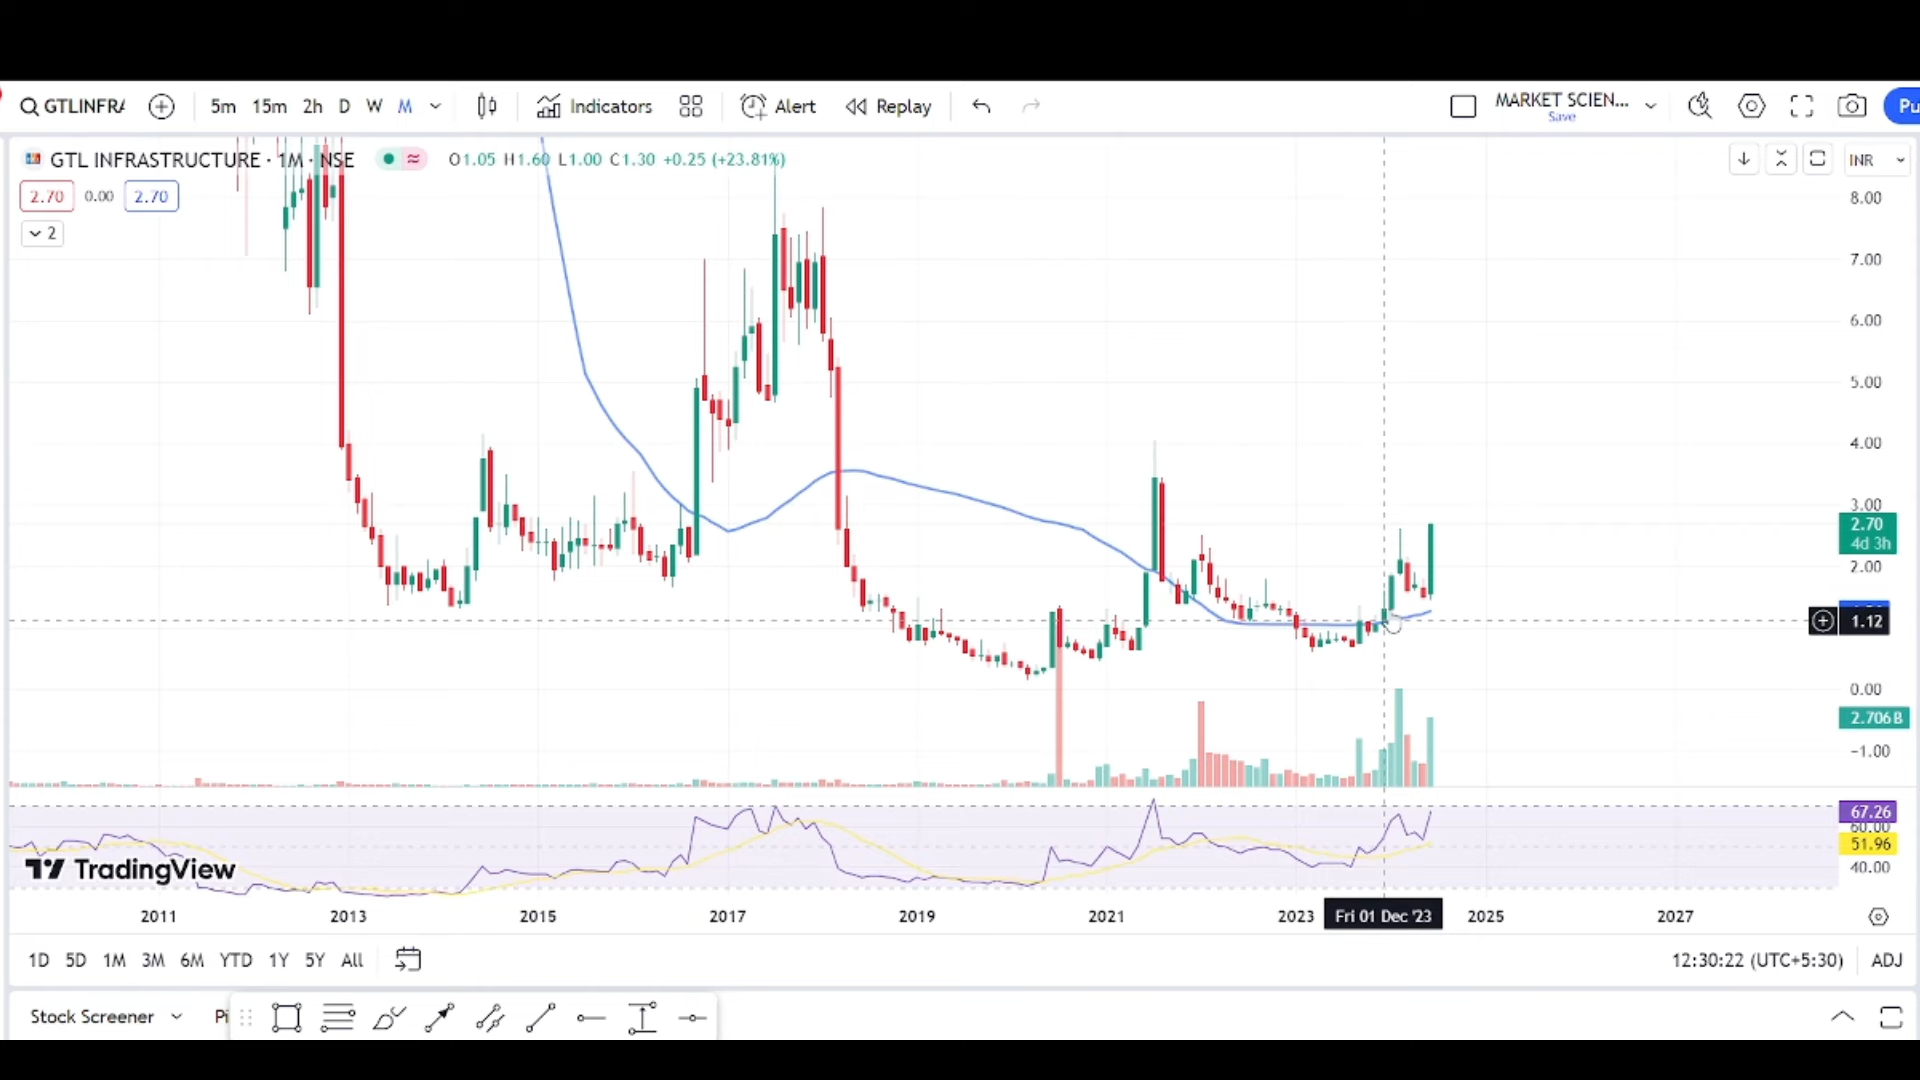 GTLINFRA 5m 15m 2h D W M Indicators Alert Replay MARKET SCIEN... Save Pu
GTL INFRASTRUCTURE · 1M · NSE O1.05 H1.60 L1.00 C1.30 +0.25 (+23.81%) INR
2.70 0.00 2.70
2
8.00
7.00
6.00
5.00
4.00
3.00
2.70
4d 3h
2.00
1.12
0.00
2.706B
−1.00
67.26
60.00
51.96
40.00
TradingView
2011 2013 2015 2017 2019 2021 2023 Fri 01 Dec '23 2025 2027
1D 5D 1M 3M 6M YTD 1Y 5Y All 12:30:22 (UTC+5:30) ADJ
Stock Screener Pi